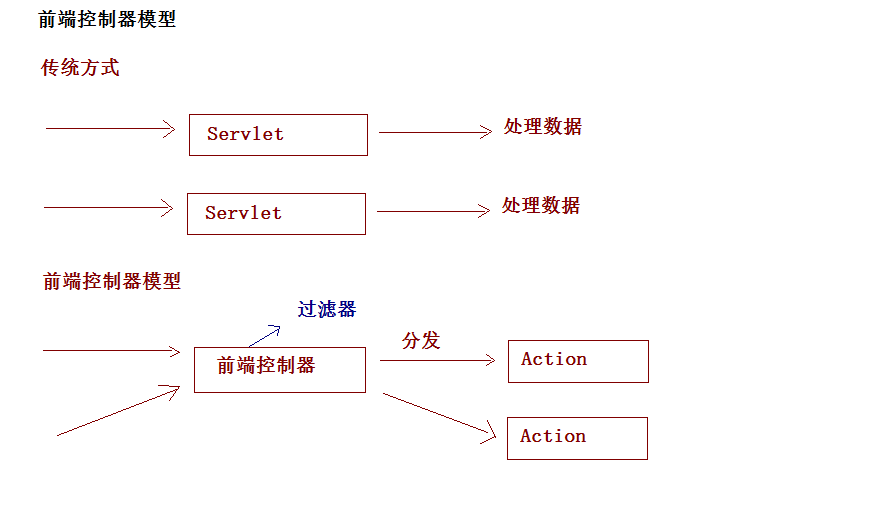 前端控制器模型
传统方式
Servlet
处理数据
Servlet
处理数据
前端控制器模型
过滤器
分发
前端控制器
Action
Action